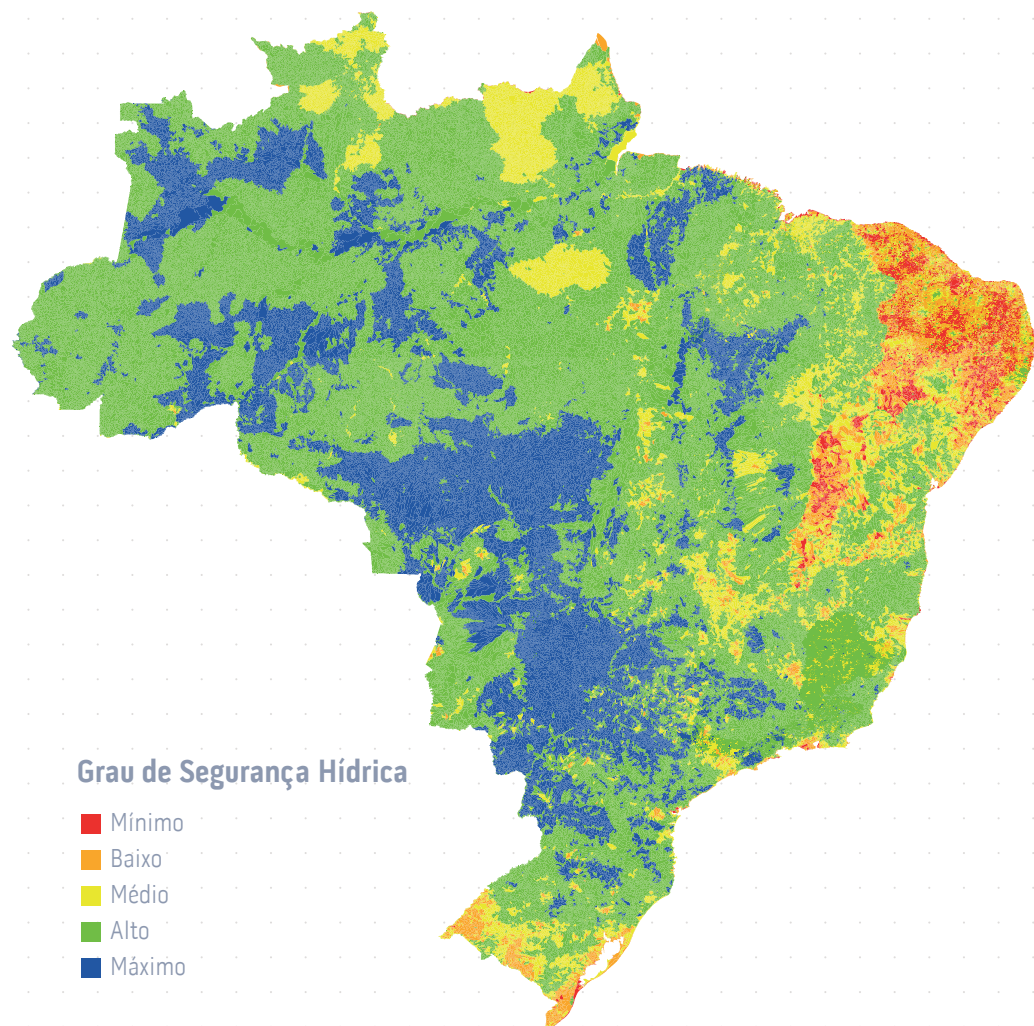 Grau de Segurança Hídrica
Mínimo
Baixo
Médio
Alto
Máximo